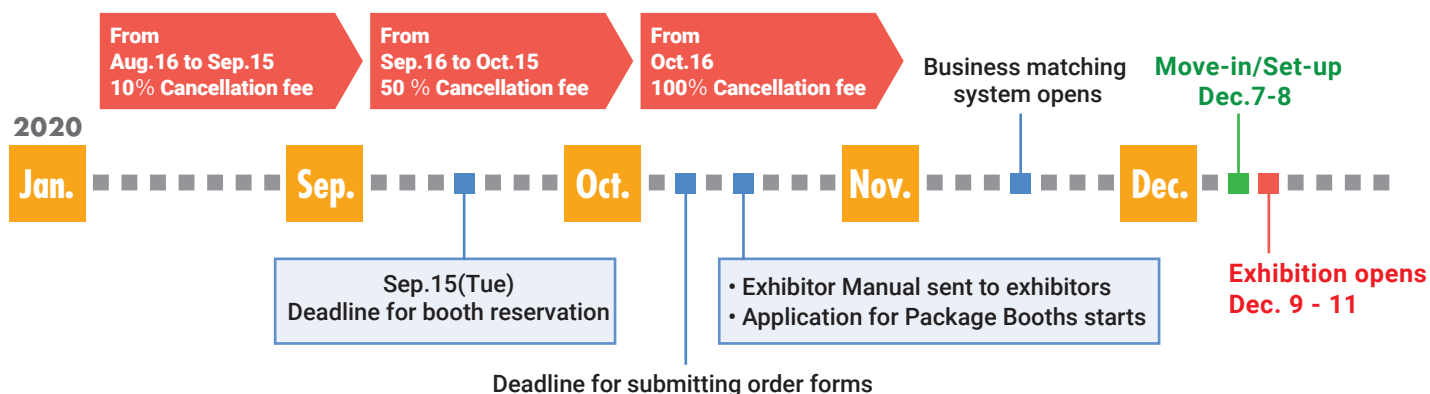 From
Aug.16 to Sep.15
10% Cancellation fee
From
Sep.16 to Oct.15
50 % Cancellation fee
From
Oct.16
100% Cancellation fee
Business matching
system opens
Move-in/Set-up
Dec.7-8
2020
Jan.
Sep.
Oct.
Nov.
Dec.
Sep.15(Tue)
Deadline for booth reservation
• Exhibitor Manual sent to exhibitors
• Application for Package Booths starts
Exhibition opens
Dec. 9 - 11
Deadline for submitting order forms